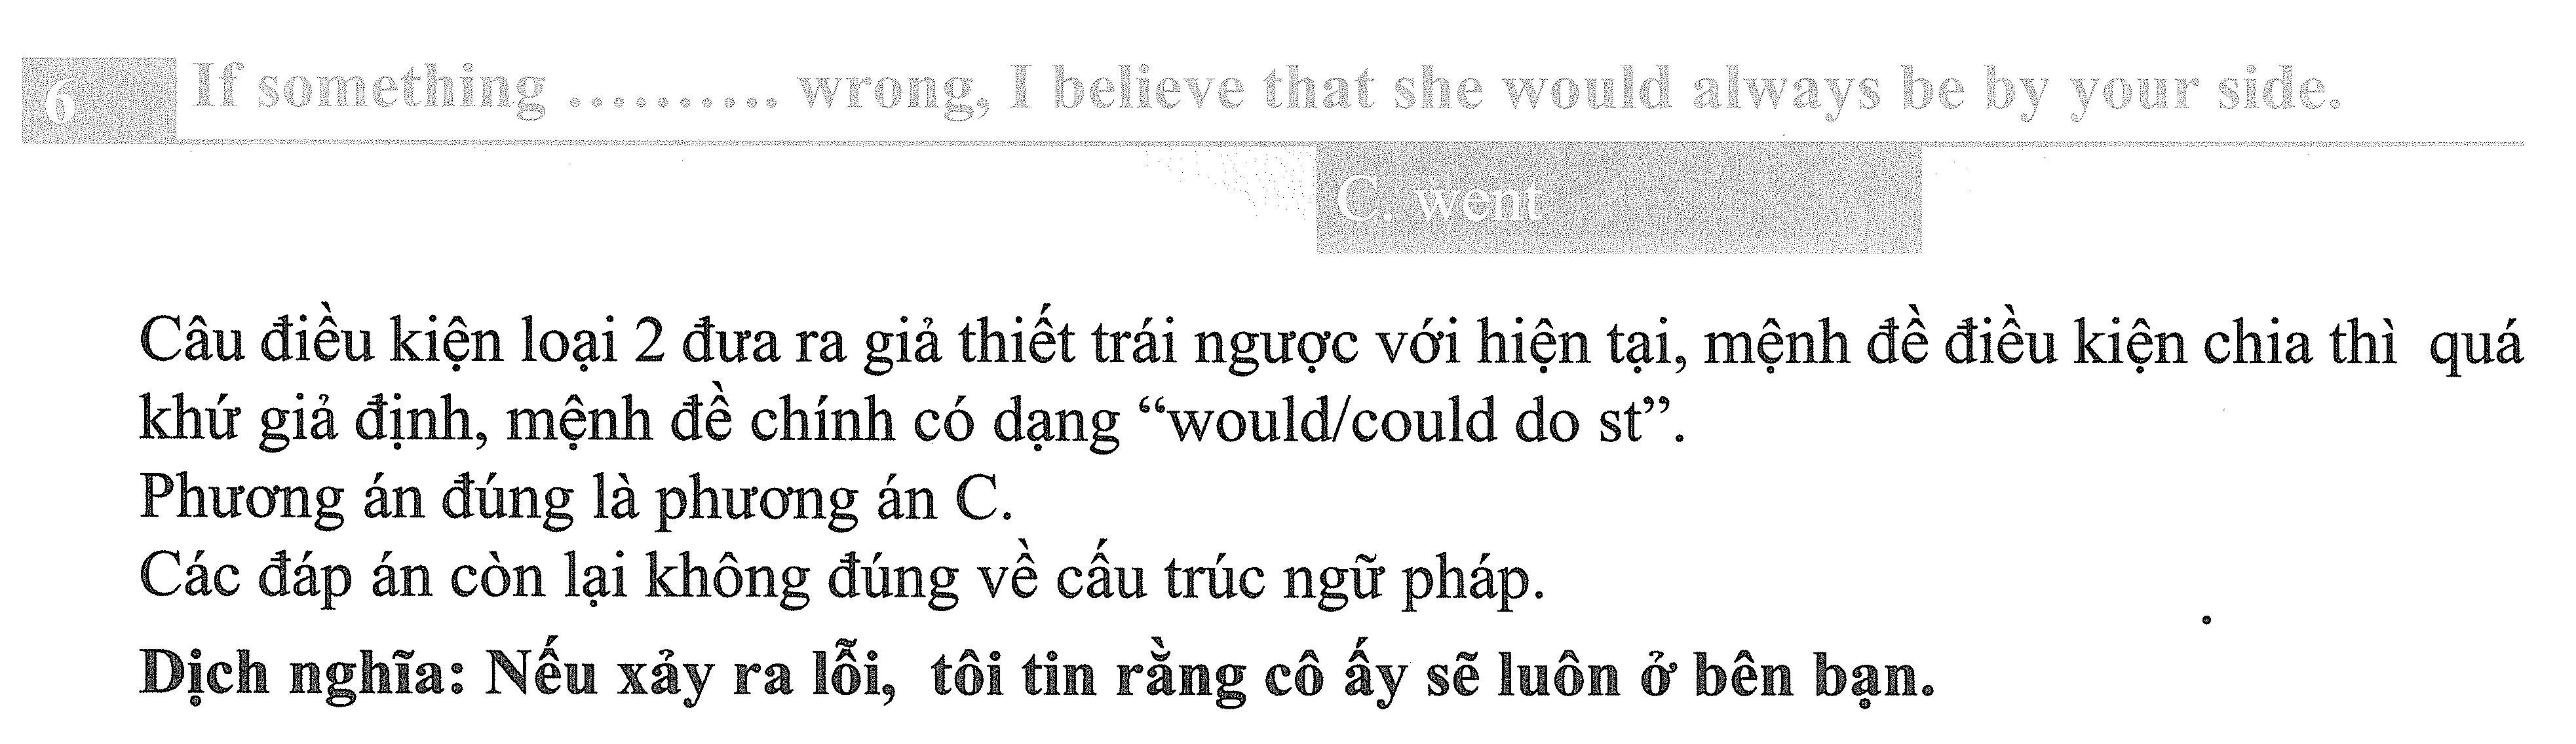 6 If something .......... wrong, I believe that she would always be by your side.
C. went
Câu điều kiện loại 2 đưa ra giả thiết trái ngược với hiện tại, mệnh đề điều kiện chia thì quá
khứ giả định, mệnh đề chính có dạng “would/could do st”.
Phương án đúng là phương án C.
Các đáp án còn lại không đúng về cấu trúc ngữ pháp.
Dịch nghĩa: Nếu xảy ra lỗi, tôi tin rằng cô ấy sẽ luôn ở bên bạn.